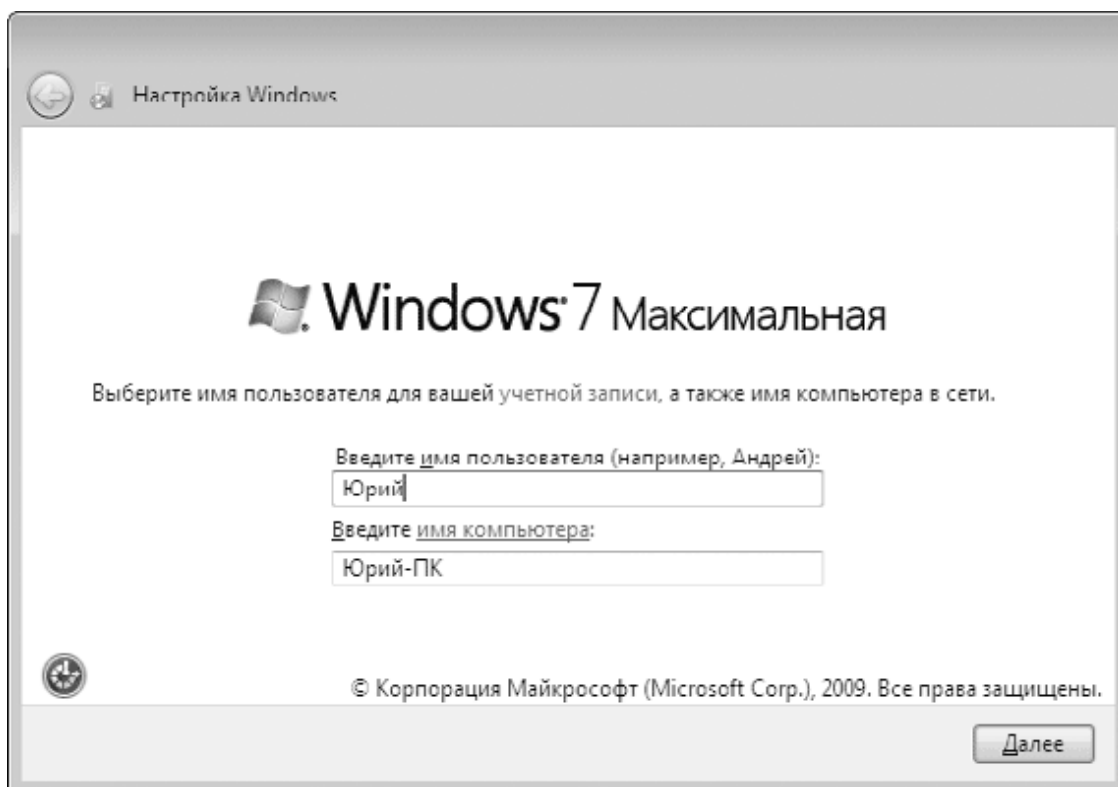 Настройка Windows
Windows 7 Максимальная
Выберите имя пользователя для вашей учетной записи, а также имя компьютера в сети.
Введите имя пользователя (например, Андрей):
Юрий
Введите имя компьютера:
Юрий-ПК
© Корпорация Майкрософт (Microsoft Corp.), 2009. Все права защищены.
Далее